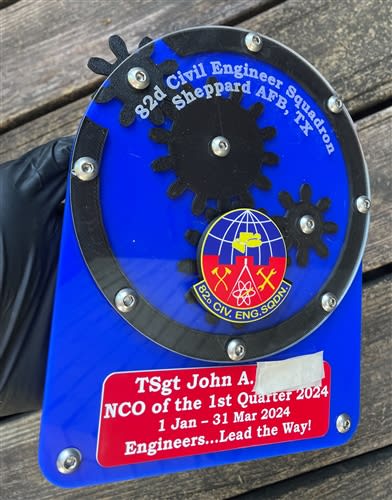 82d Civil Engineer Squadron
Sheppard AFB, TX
82D CIV. ENG. SQDN.
TSgt John A.
NCO of the 1st Quarter 2024
1 Jan – 31 Mar 2024
Engineers...Lead the Way!